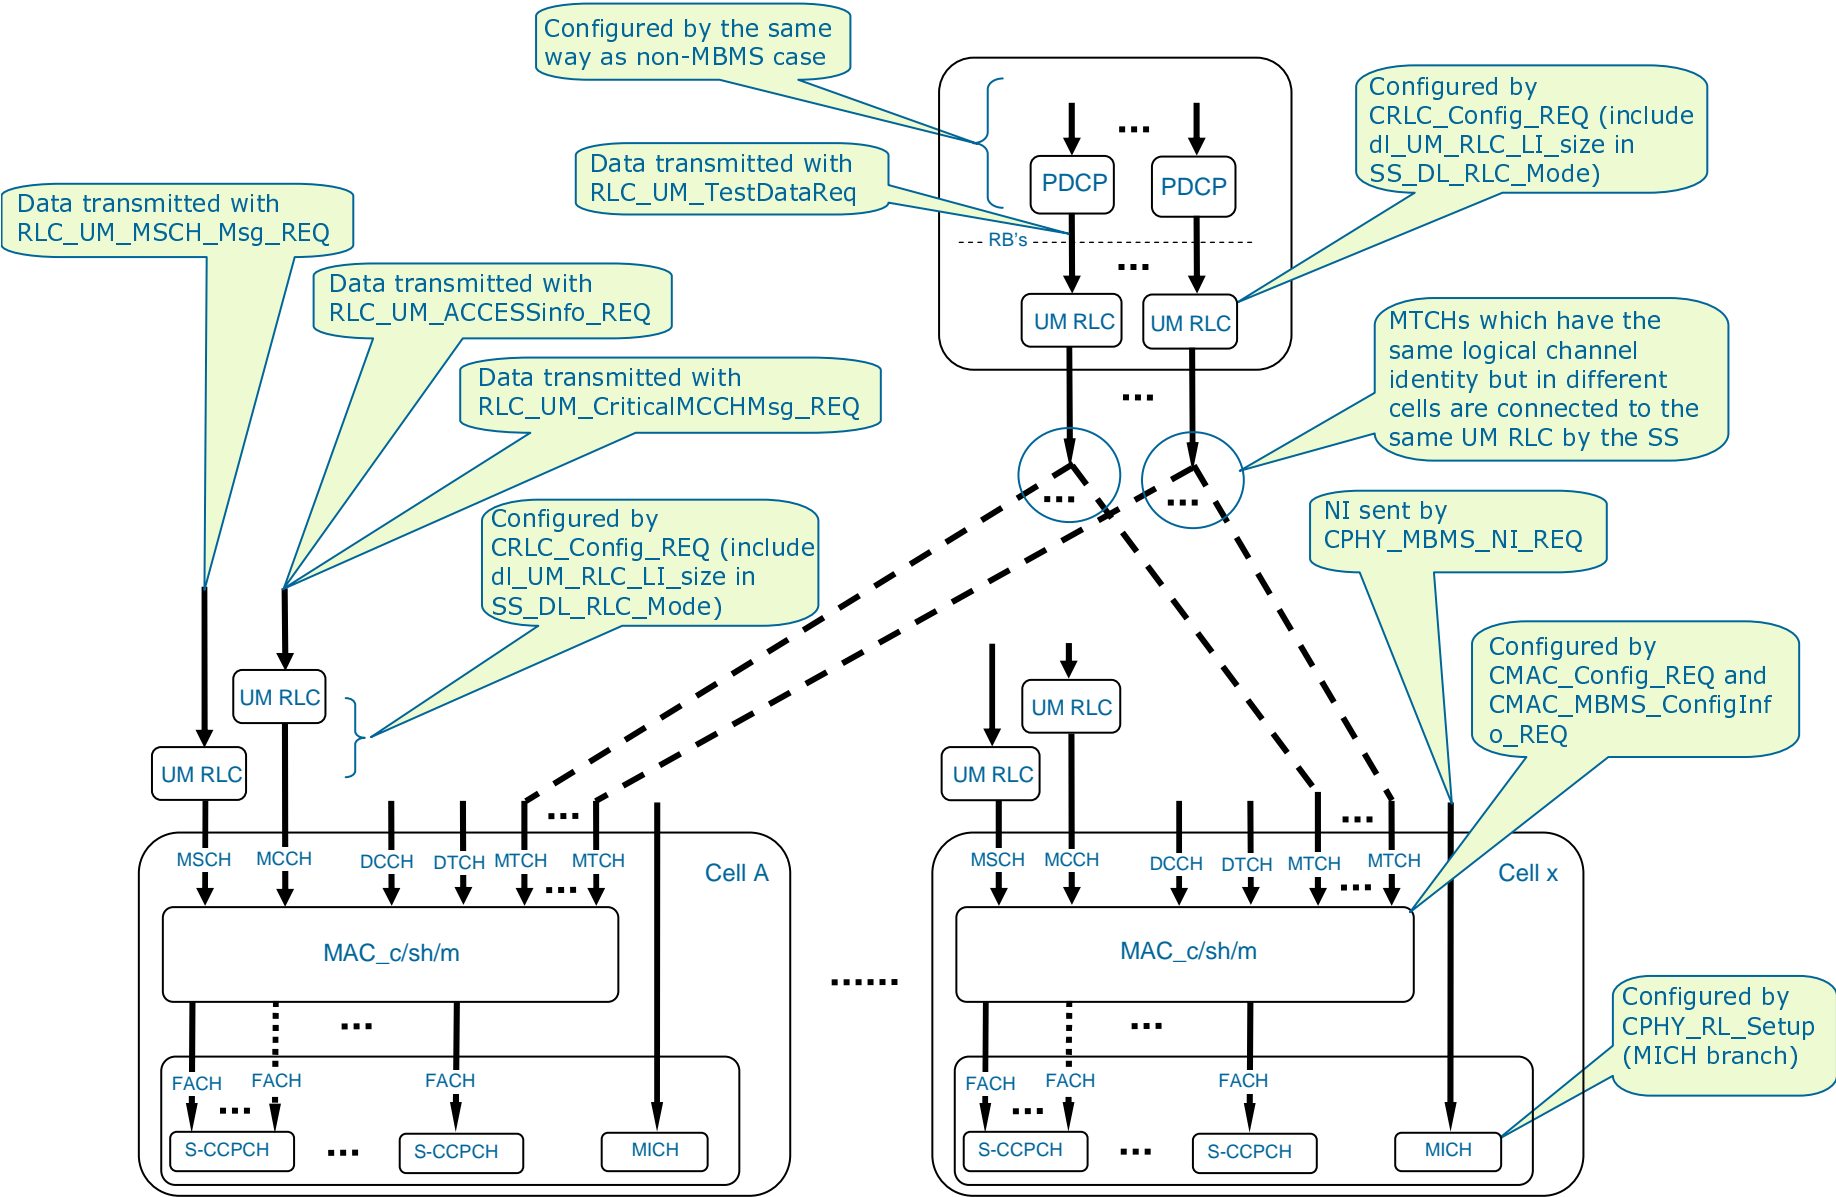 Configured by the same
way as non-MBMS case
Configured by
CRLC_Config_REQ (include
dl_UM_RLC_LI_size in
SS_DL_RLC_Mode)
Data transmitted with
RLC_UM_TestDataReq
PDCP
PDCP
Data transmitted with
RLC_UM_MSCH_Msg_REQ
RB's
Data transmitted with
RLC_UM_ACCESSinfo_REQ
UM RLC
UM RLC
MTCHs which have the
same logical channel
identity but in different
cells are connected to the
same UM RLC by the SS
Data transmitted with
RLC_UM_CriticalMCCHMsg_REQ
Configured by
CRLC_Config_REQ (include
dl_UM_RLC_LI_size in
SS_DL_RLC_Mode)
NI sent by
CPHY_MBMS_NI_REQ
Configured by
CMAC_Config_REQ and
CMAC_MBMS_ConfigInf
o_REQ
UM RLC
UM RLC
UM RLC
UM RLC
MSCH
MCCH
DCCH
DTCH
MTCH
MTCH
Cell A
MSCH
MCCH
DCCH
DTCH
MTCH
MTCH
Cell x
MAC_c/sh/m
MAC_c/sh/m
Configured by
CPHY_RL_Setup
(MICH branch)
FACH
FACH
FACH
FACH
FACH
FACH
S-CCPCH
S-CCPCH
MICH
S-CCPCH
S-CCPCH
MICH